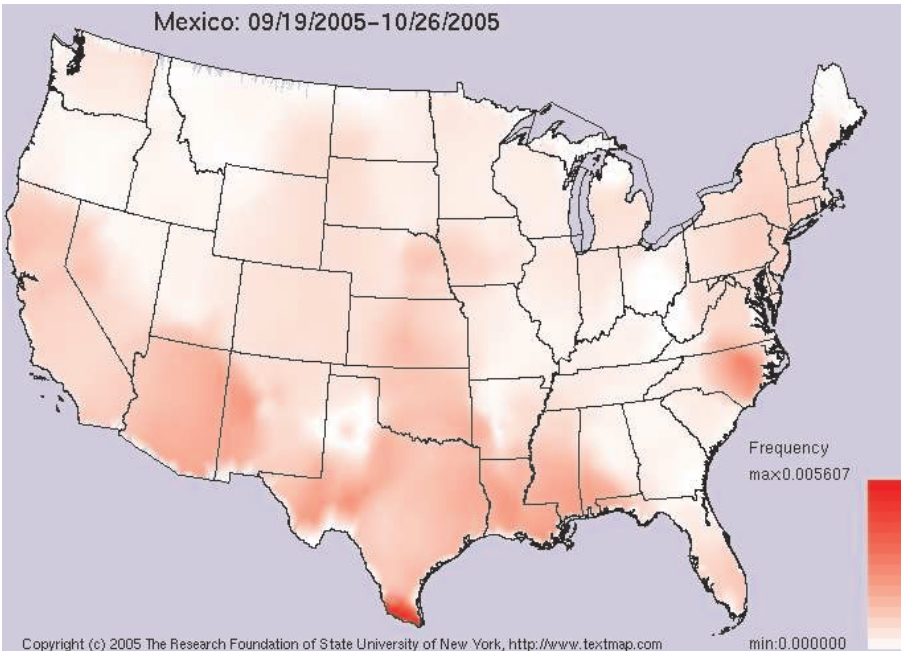 Mexico: 09/19/2005-10/26/2005
Frequency
max:0.005607
min:0.000000
Copyright (c) 2005 The Research Foundation of State University of New York, http://www.textmap.com